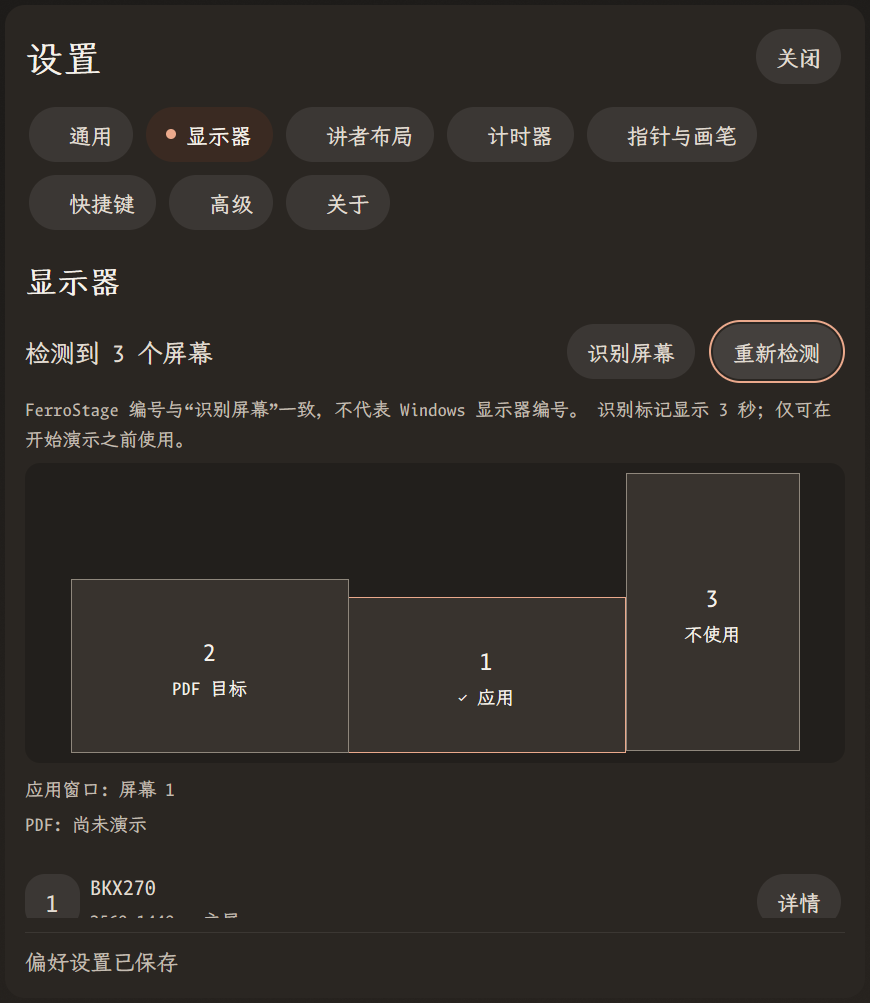 设置
关闭
通用
显示器
讲者布局
计时器
指针与画笔
快捷键
高级
关于
显示器
检测到 3 个屏幕
识别屏幕
重新检测
FerroStage 编号与“识别屏幕”一致，不代表 Windows 显示器编号。 识别标记显示 3 秒；仅可在
开始演示之前使用。
2
PDF 目标
1
✓ 应用
3
不使用
应用窗口：屏幕 1
PDF：尚未演示
1
BKX270
详情
偏好设置已保存